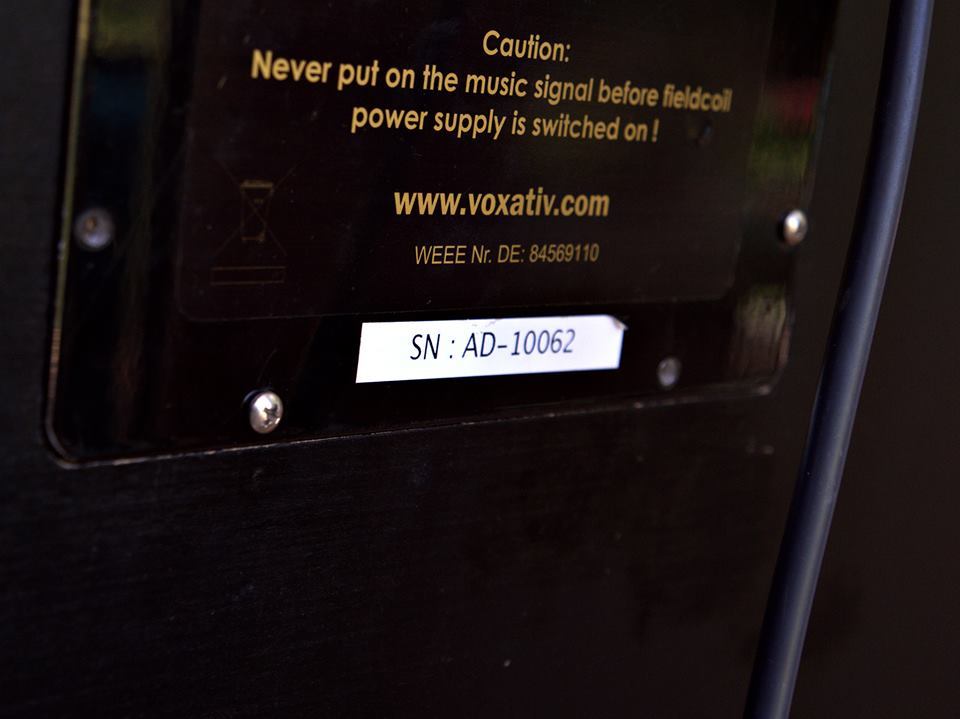 Caution:
Never put on the music signal before fieldcoil
power supply is switched on !
www.voxativ.com
WEEE Nr. DE: 84569110
SN : AD-10062